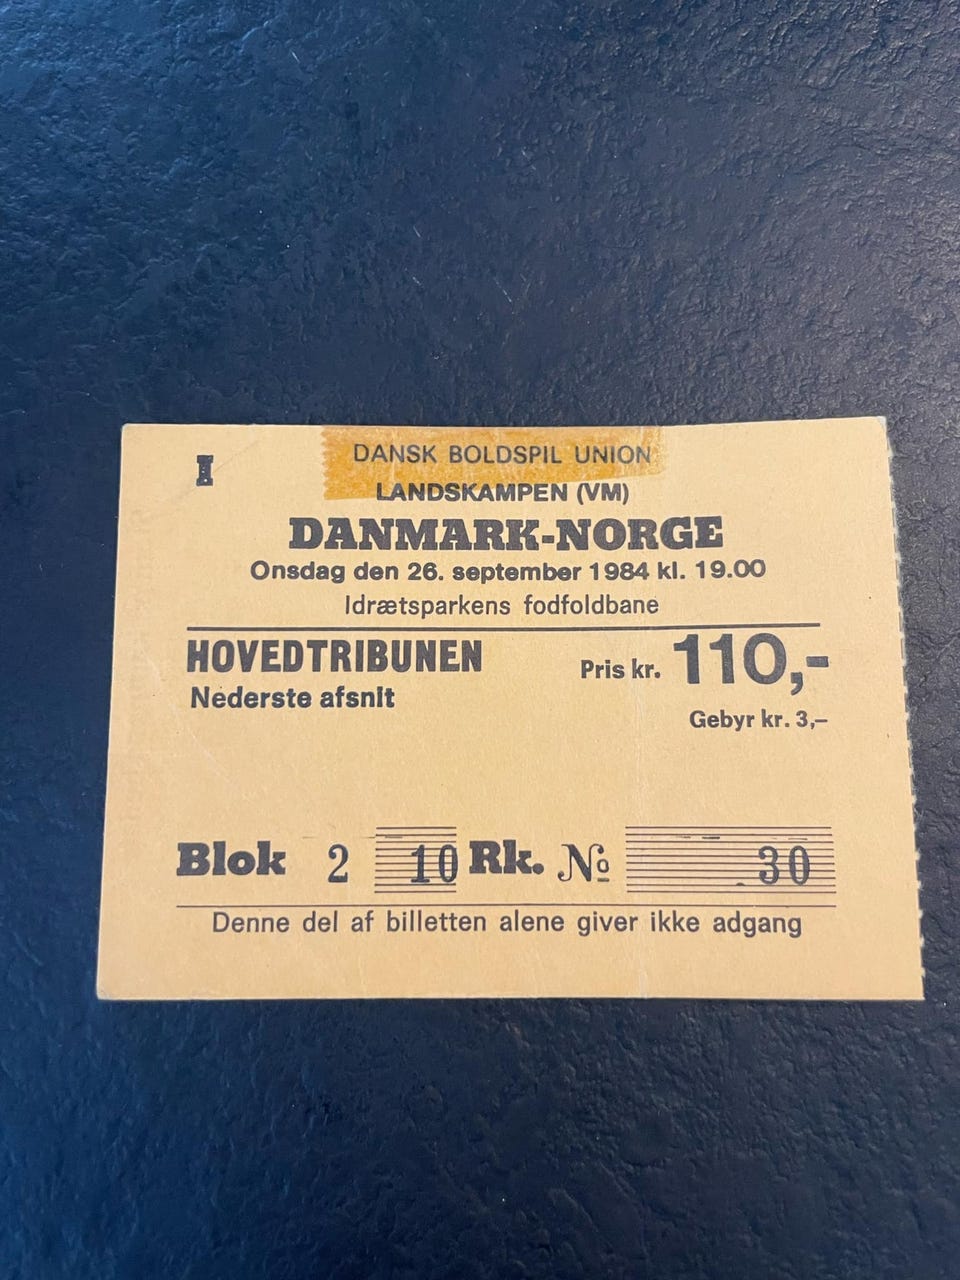 I
DANSK BOLDSPIL UNION
LANDSKAMPEN (VM)
DANMARK-NORGE
Onsdag den 26. september 1984 kl. 19.00
Idrætsparkens fodfoldbane
HOVEDTRIBUNEN
Pris kr. 110,-
Nederste afsnit
Gebyr kr. 3,-
Blok 2 10 Rk. № 30
Denne del af billetten alene giver ikke adgang